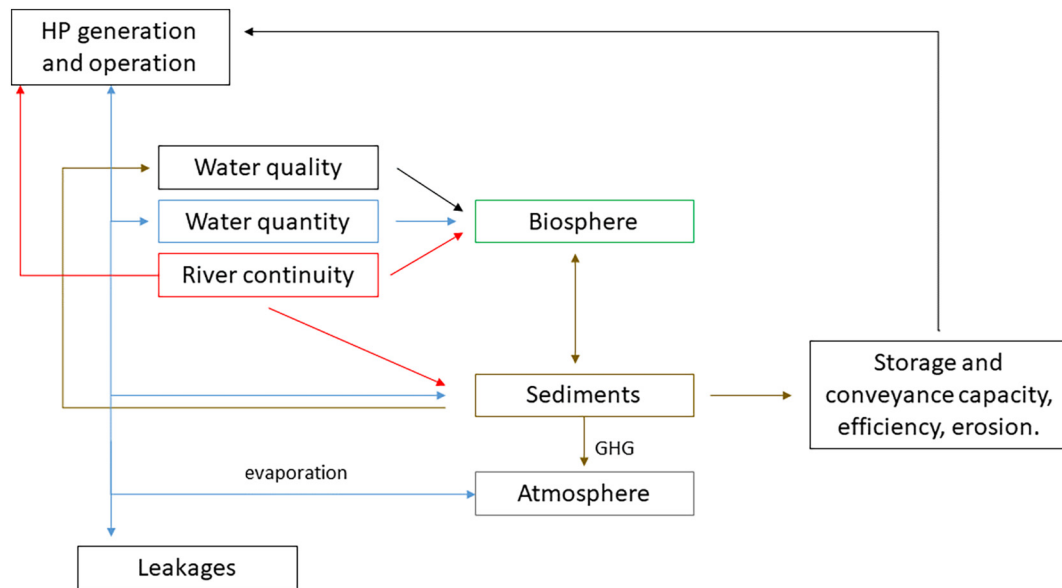 HP generation
and operation
Water quality
Water quantity
Biosphere
River continuity
Sediments
Storage and
conveyance capacity,
efficiency, erosion.
GHG
evaporation
Atmosphere
Leakages